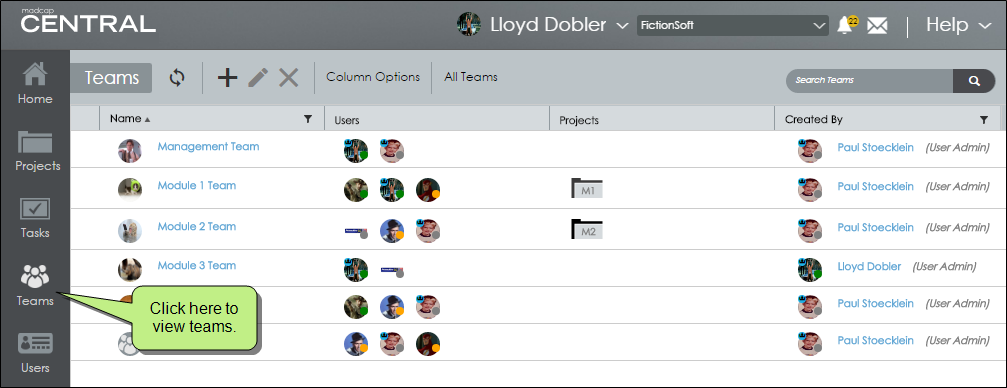 madcap
CENTRAL
Lloyd Dobler
FictionSoft
22
Help
Home
Projects
Tasks
Teams
Users
Teams
Column Options
All Teams
Search Teams
Name
Users
Projects
Created By
Management Team
Paul Stoecklein (User Admin)
Module 1 Team
M1
Paul Stoecklein (User Admin)
Module 2 Team
M2
Paul Stoecklein (User Admin)
Module 3 Team
Lloyd Dobler (User Admin)
Paul Stoecklein (User Admin)
Paul Stoecklein (User Admin)
Click here to
view teams.